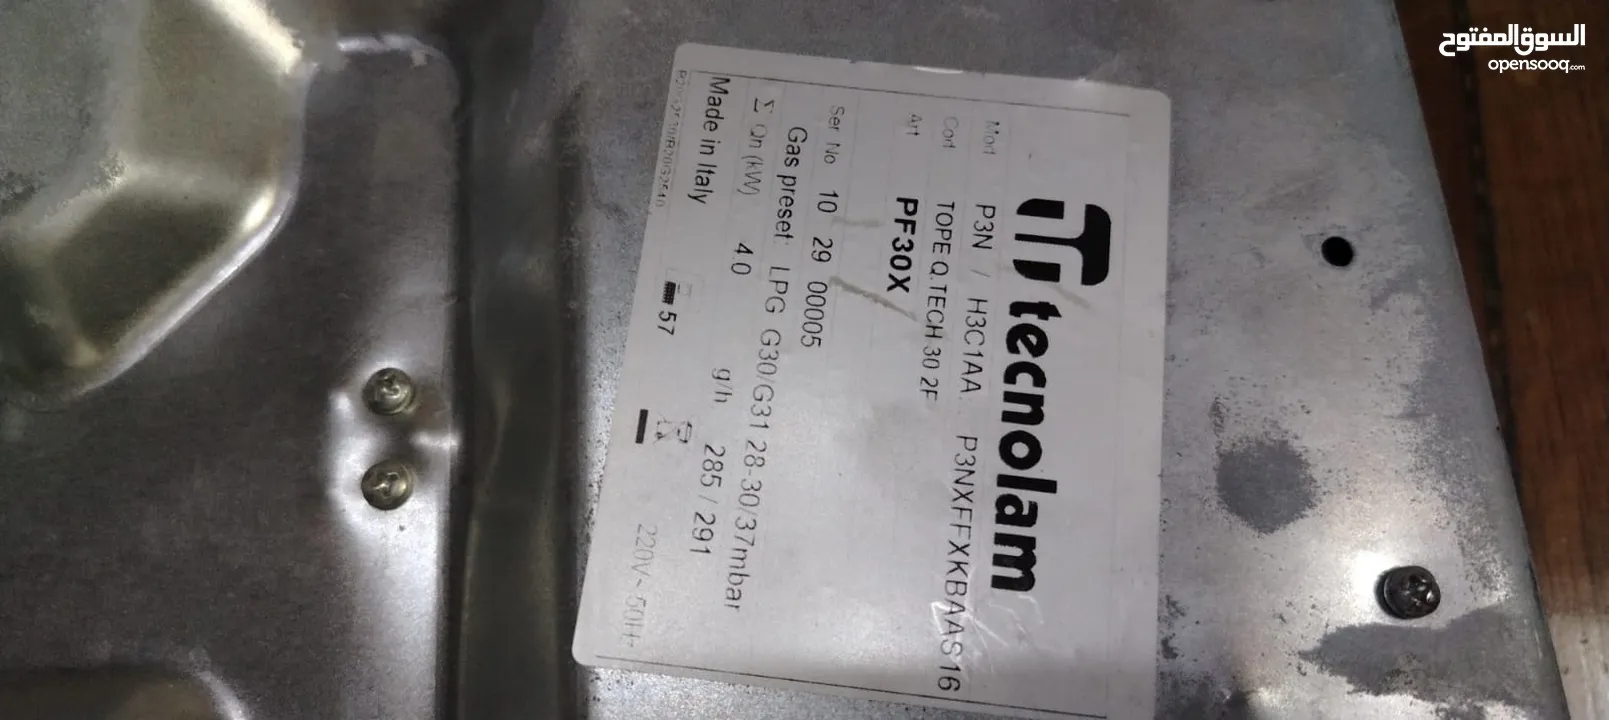 السوق المفتوح
opensooq.com
tecnolam
Mod P3N / H3C1AA P3NXFFXKBAAS16
Cod TOPE Q.TECH 30 2F
Art PF30X
Ser No 10 29 00005
Gas preset: LPG G30/G31 28-30/37mbar
Σ Qn (kW) 4.0 g/h 285 / 291
Made in Italy 57 220V~ 50Hz